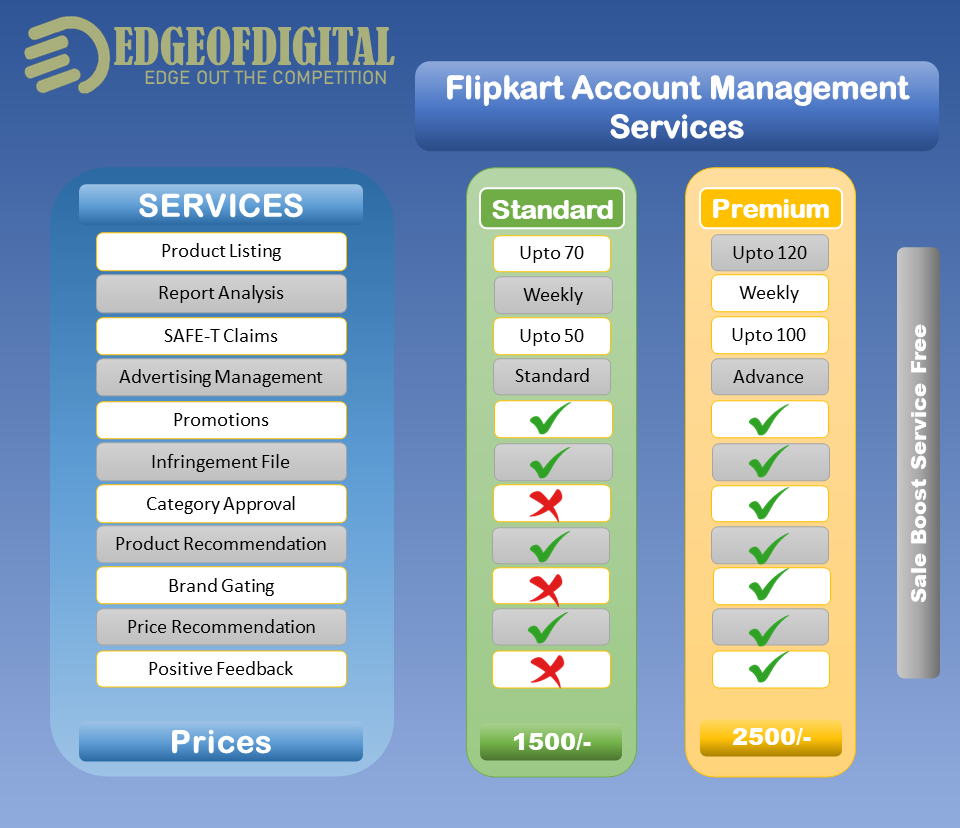 EDGEOFDIGITAL
EDGE OUT THE COMPETITION
Flipkart Account Management
Services
SERVICES
Standard
Premium
Product Listing
Upto 70
Upto 120
Report Analysis
Weekly
Weekly
SAFE-T Claims
Upto 50
Upto 100
Advertising Management
Standard
Advance
Promotions
Infringement File
Category Approval
Product Recommendation
Brand Gating
Price Recommendation
Positive Feedback
Prices
1500/-
2500/-
Sale Boost Service Free